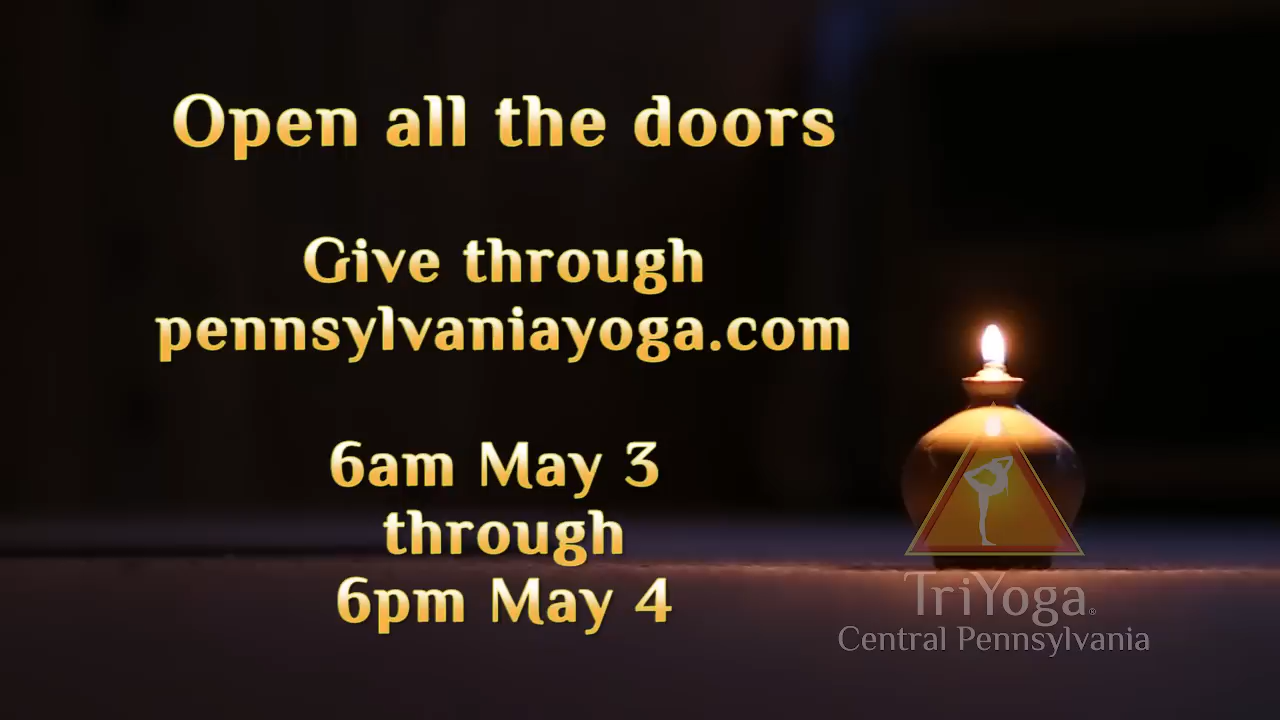 Open all the doors
Give through
pennsylvaniayoga.com
6am May 3
through
6pm May 4
TriYoga®
Central Pennsylvania